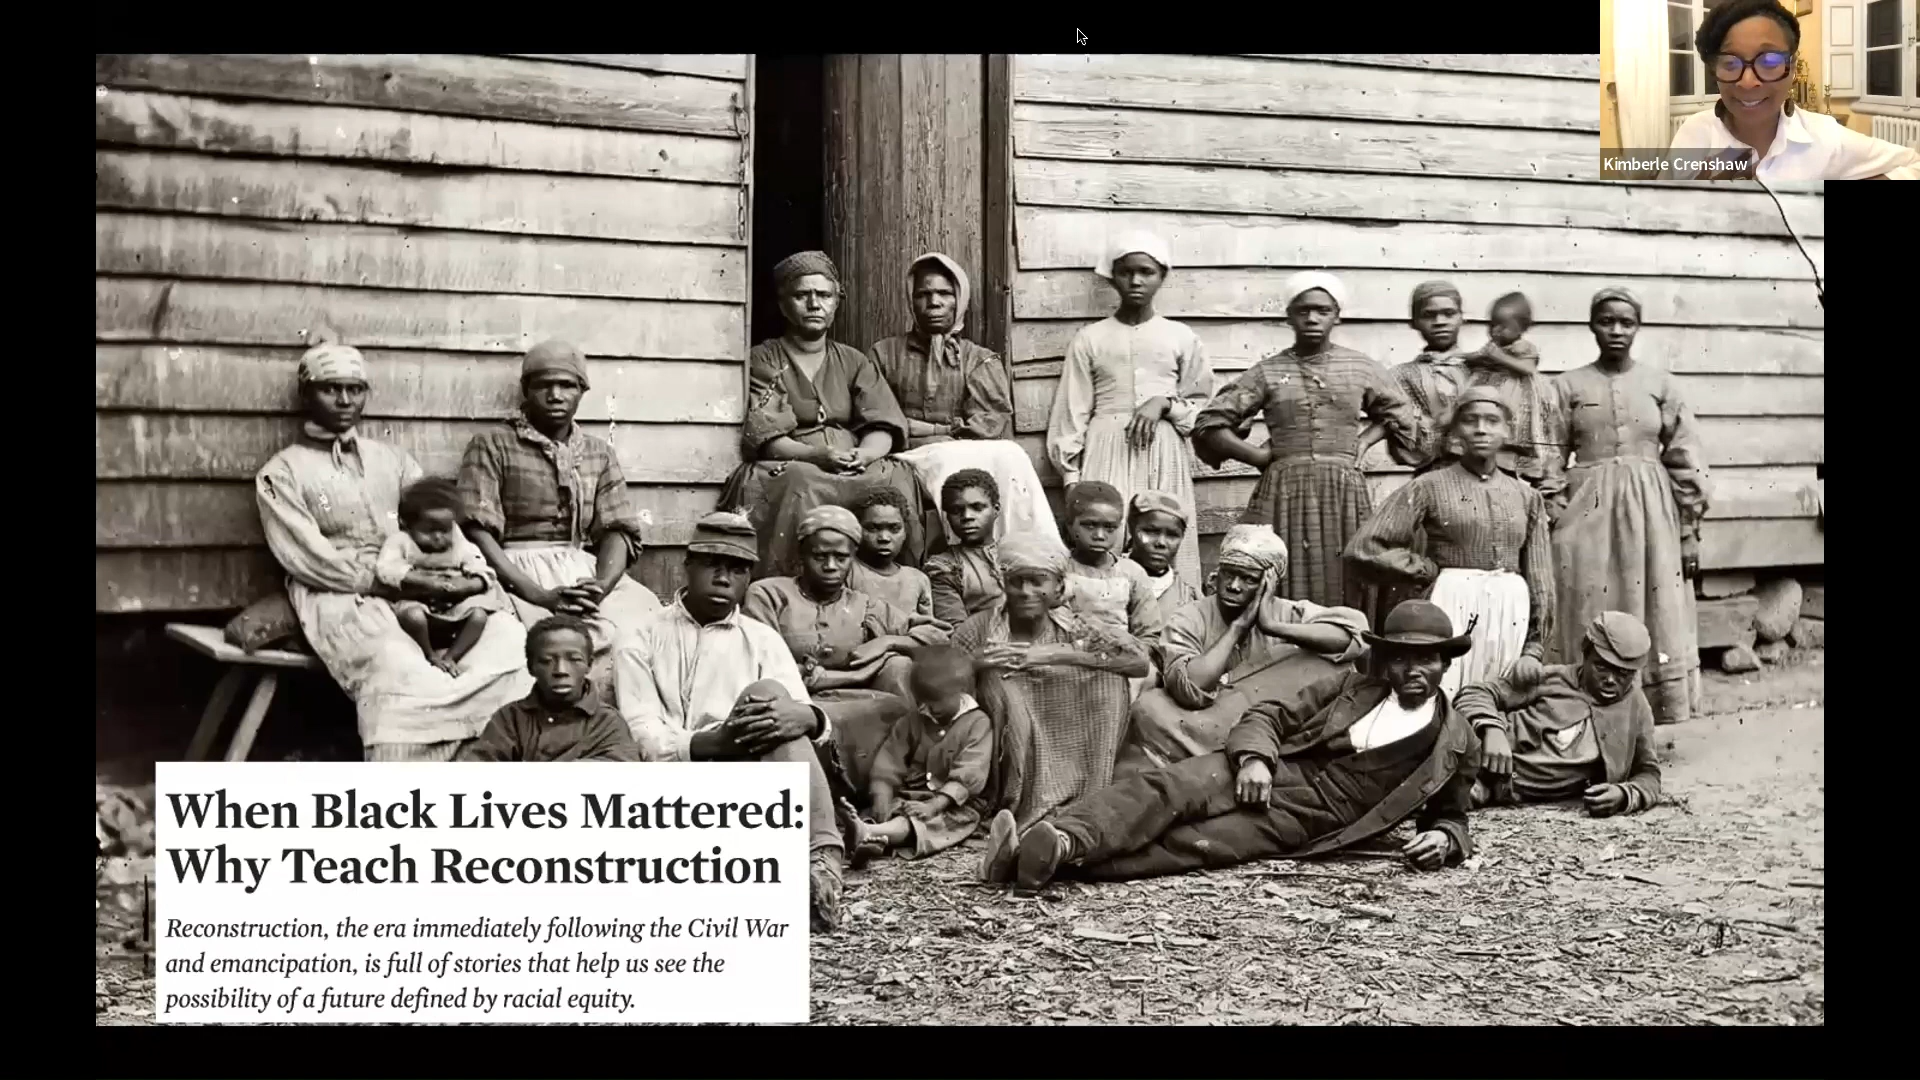 Kimberle Crenshaw
When Black Lives Mattered:
Why Teach Reconstruction
Reconstruction, the era immediately following the Civil War
and emancipation, is full of stories that help us see the
possibility of a future defined by racial equity.